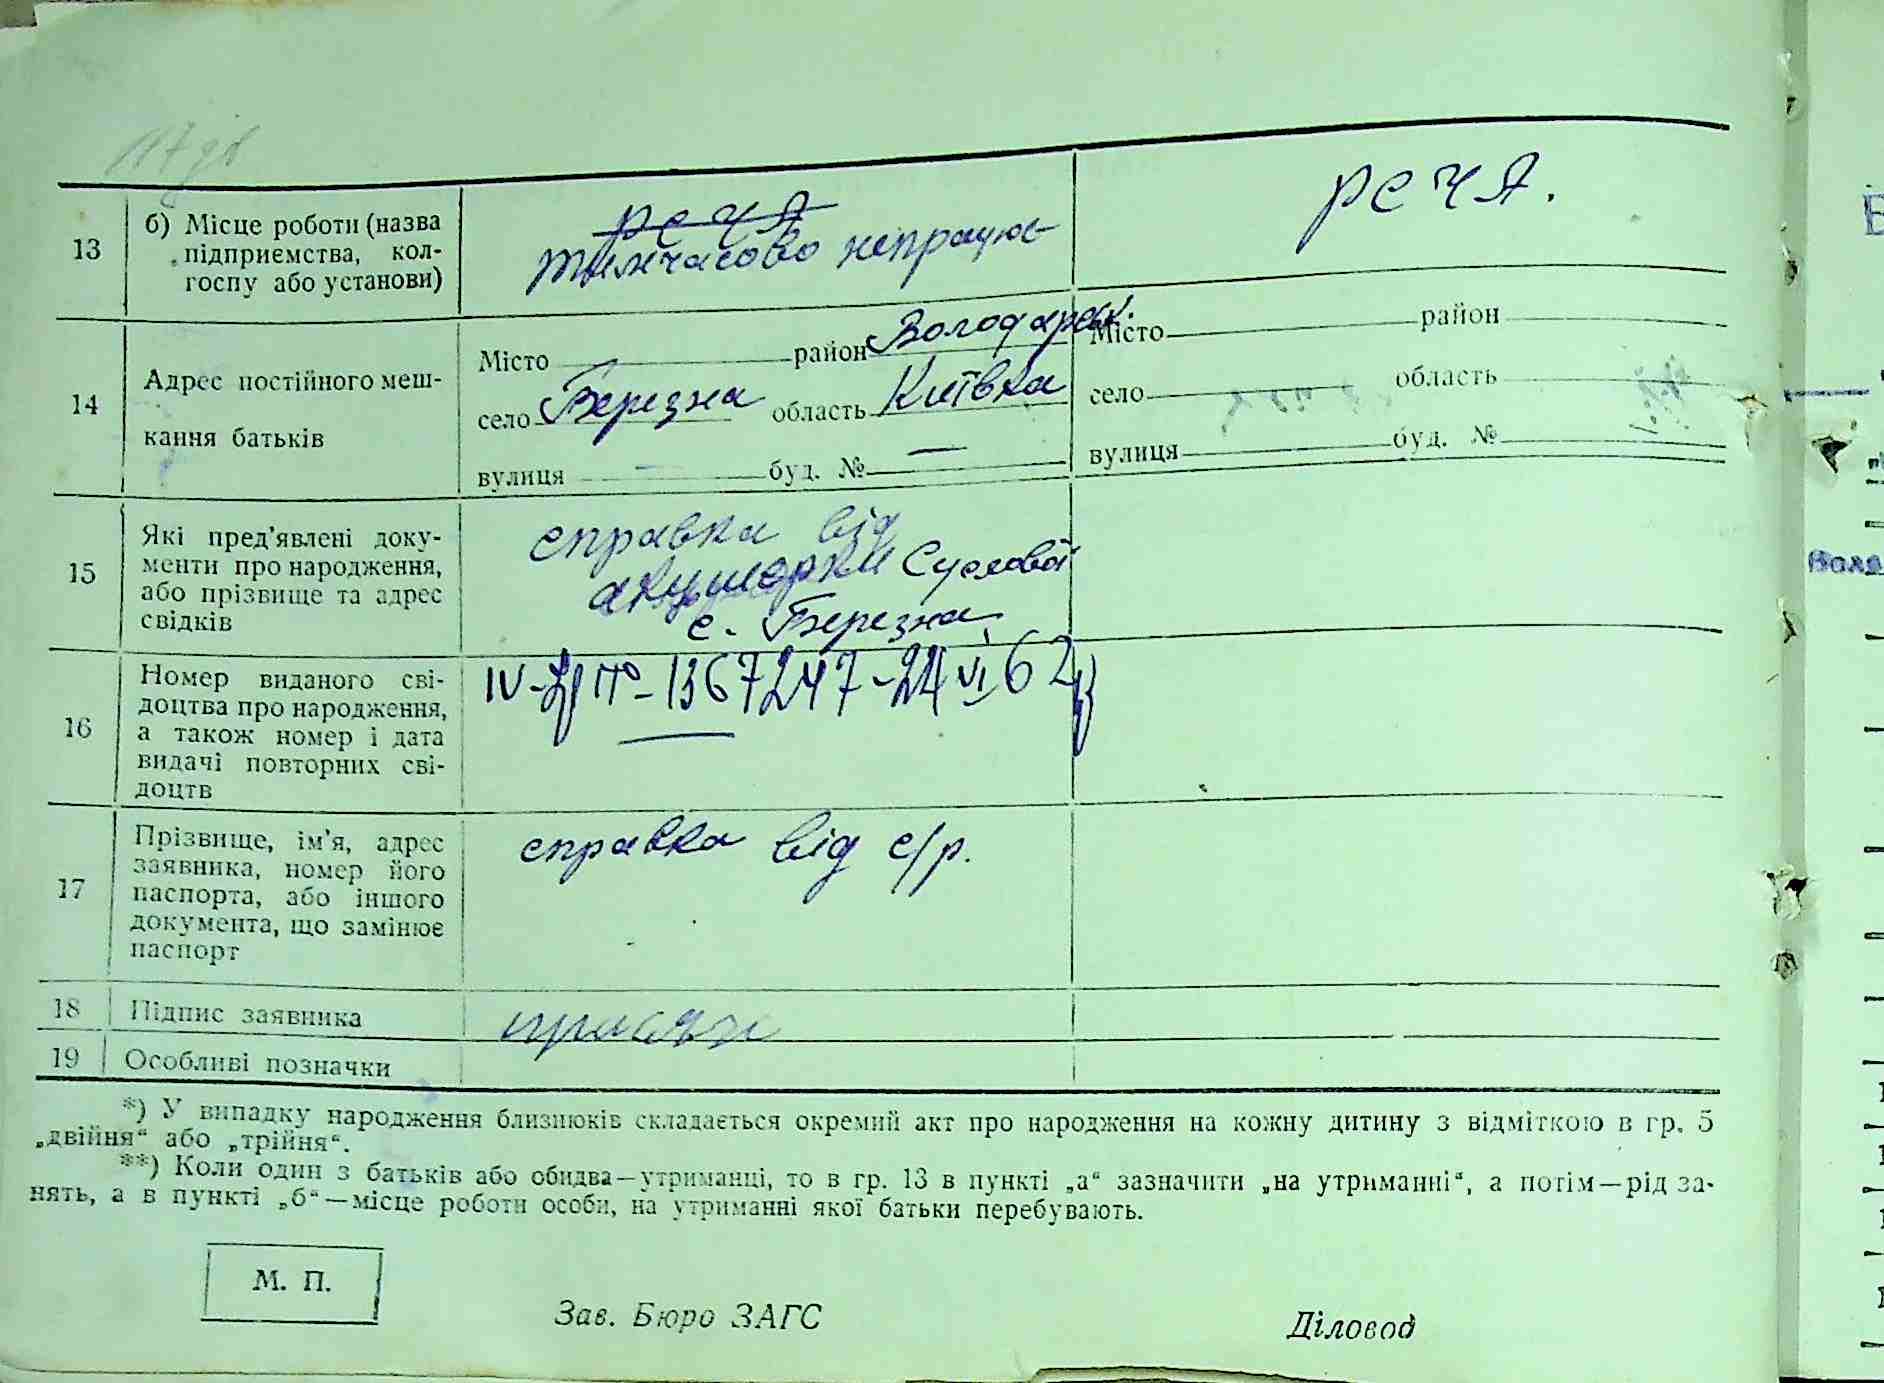 13
б) Місце роботи (назва
підприємства, кол-
госпу або установи)
р с ч я
тимчасово непрацює
р с ч я.
14
Адрес постійного меш-
кання батьків
Місто район Володарськ.
село Березна область Київска
вулиця — буд. № —
Місто район
село область
вулиця буд. №
15
Які пред'явлені доку-
менти про народження,
або прізвище та адрес
свідків
справка від
акушорки Суслової
с. Березна
16
Номер виданого сві-
доцтва про народження,
а також номер і дата
видачі повторних сві-
доцтв
17
Прізвище, ім'я, адрес
заявника, номер його
паспорта, або іншого
документа, що замінює
паспорт
справка від с/р.
18
Підпис заявника
19
Особливі позначки
*) У випадку народження близнюків складається окремий акт про народження на кожну дитину з відміткою в гр. 5
„двійня“ або „трійня“.
**) Коли один з батьків або обидва—утриманці, то в гр. 13 в пункті „а“ зазначити „на утриманні“, а потім—рід за-
нять, а в пункті „б“—місце роботи особи, на утриманні якої батьки перебувають.
М. П.
Зав. Бюро ЗАГС
Діловод